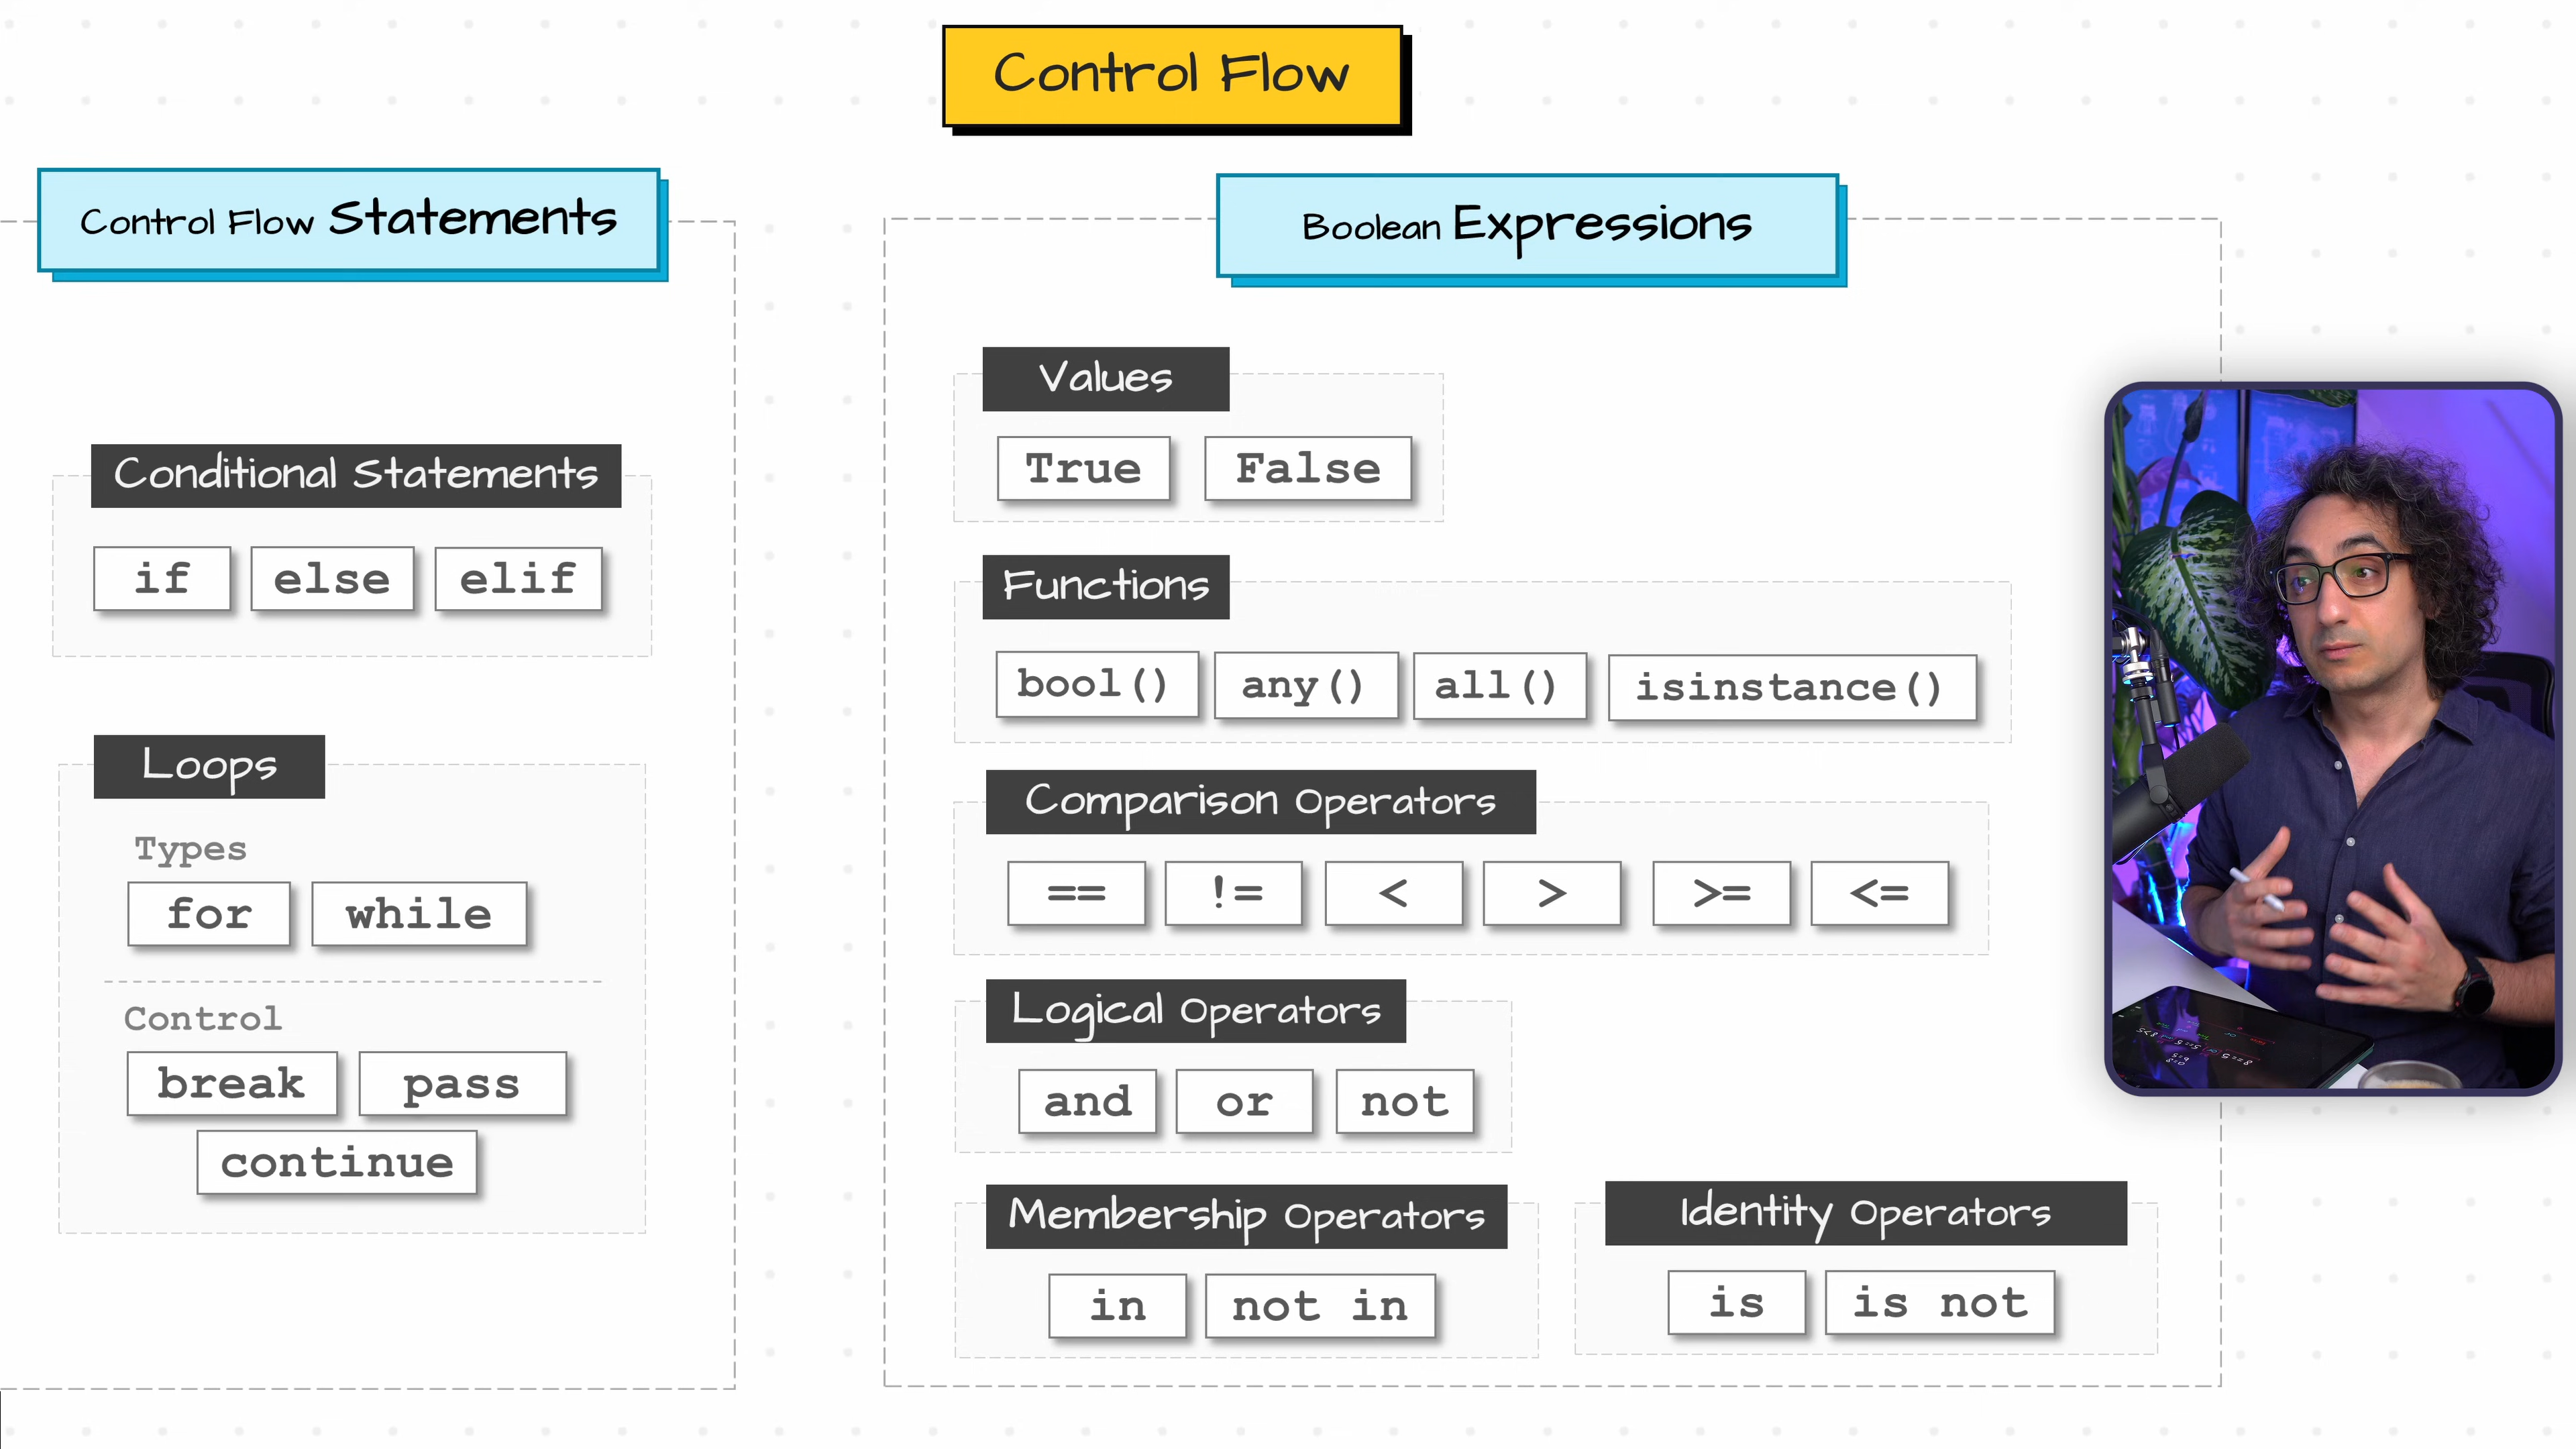 Control Flow
Control Flow Statements
Conditional Statements
if else elif
Loops
Types
for while
Control
break pass
continue
Boolean Expressions
Values
True False
Functions
bool() any() all() isinstance()
Comparison Operators
== != < > >= <=
Logical Operators
and or not
Membership Operators
in not in
Identity Operators
is is not